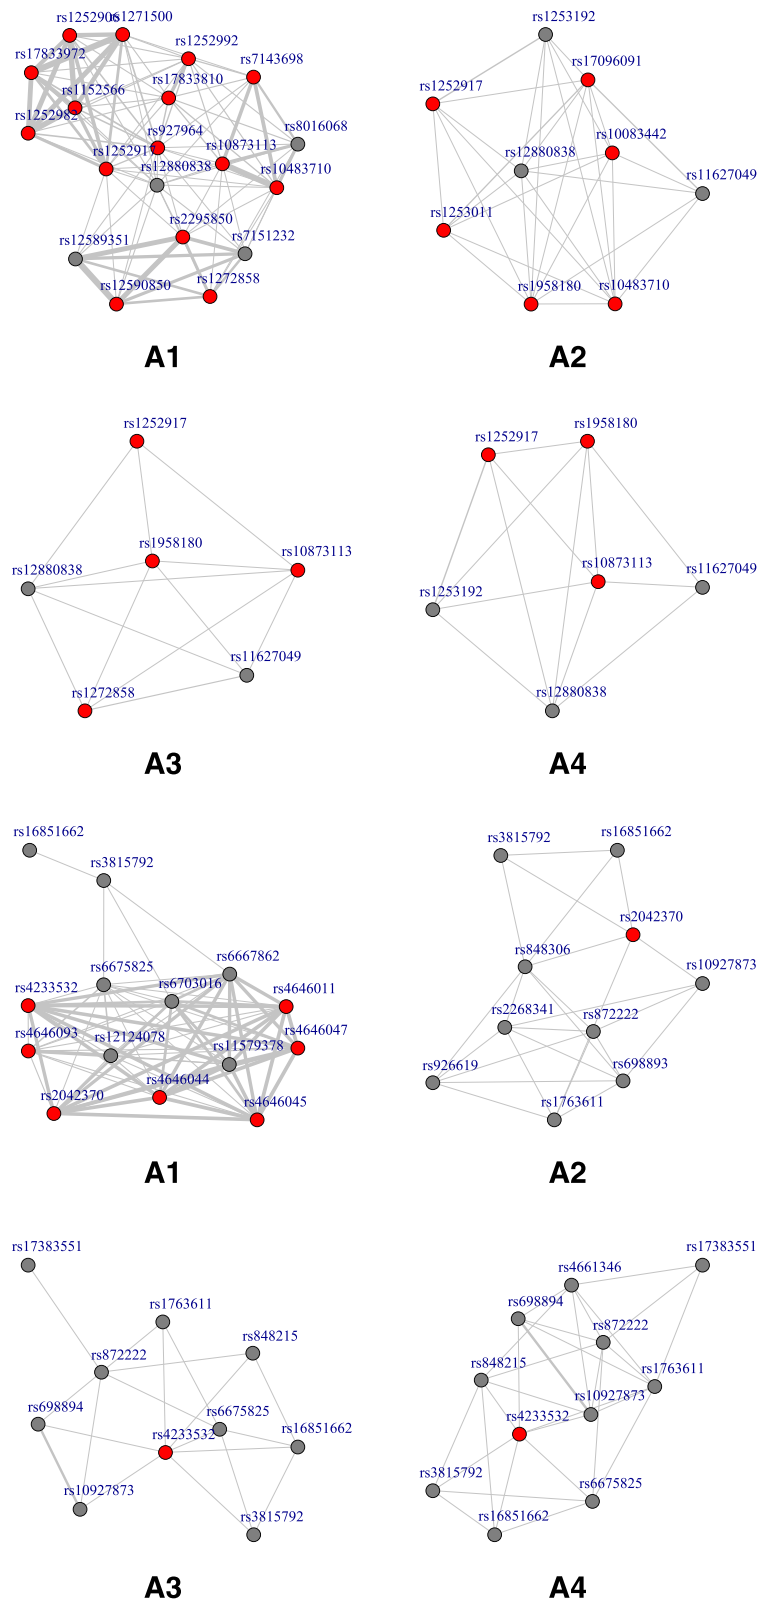 rs1252906
rs1271500
rs1252992
rs17833972
rs7143698
rs17833810
rs1152566
rs1252982
rs8016068
rs927964
rs10873113
rs1252917
rs12880838
rs10483710
rs2295850
rs12589351
rs7151232
rs12590850
rs1272858
A1
rs1253192
rs17096091
rs1252917
rs10083442
rs12880838
rs11627049
rs1253011
rs1958180
rs10483710
A2
rs1252917
rs1958180
rs10873113
rs12880838
rs11627049
rs1272858
A3
rs1958180
rs1252917
rs10873113
rs11627049
rs1253192
rs12880838
A4
rs16851662
rs3815792
rs6667862
rs6675825
rs6703016
rs4233532
rs4646011
rs4646093
rs12124078
rs4646047
rs11579378
rs4646044
rs2042370
rs4646045
A1
rs3815792
rs16851662
rs2042370
rs848306
rs10927873
rs2268341
rs872222
rs926619
rs698893
rs1763611
A2
rs17383551
rs1763611
rs848215
rs872222
rs698894
rs6675825
rs4233532
rs16851662
rs10927873
rs3815792
A3
rs17383551
rs4661346
rs698894
rs872222
rs848215
rs1763611
rs10927873
rs4233532
rs3815792
rs6675825
rs16851662
A4